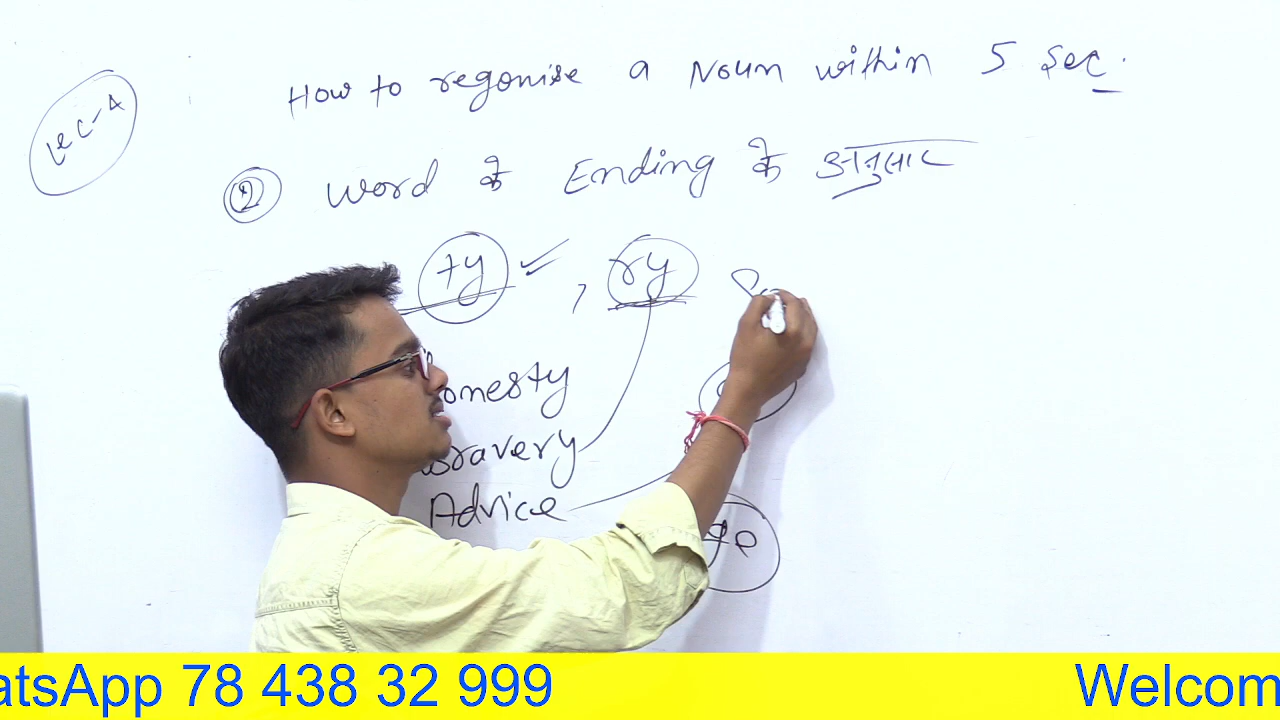 Lec-4
How to regonise a Noun within 5 Sec.
② Word के Ending के अनुसार
ty ✓, ry
onesty
ravery
Advice
atsApp 78 438 32 999
Welcom